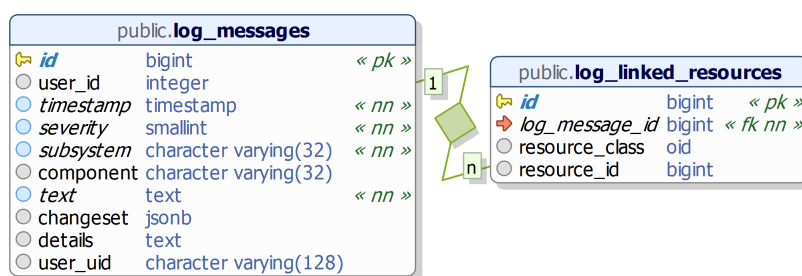 public.log_messages
id bigint « pk »
user_id integer
timestamp timestamp « nn »
severity smallint « nn »
subsystem character varying(32) « nn »
component character varying(32)
text text « nn »
changeset jsonb
details text
user_uid character varying(128)
1
n
public.log_linked_resources
id bigint « pk »
log_message_id bigint « fk nn »
resource_class oid
resource_id bigint